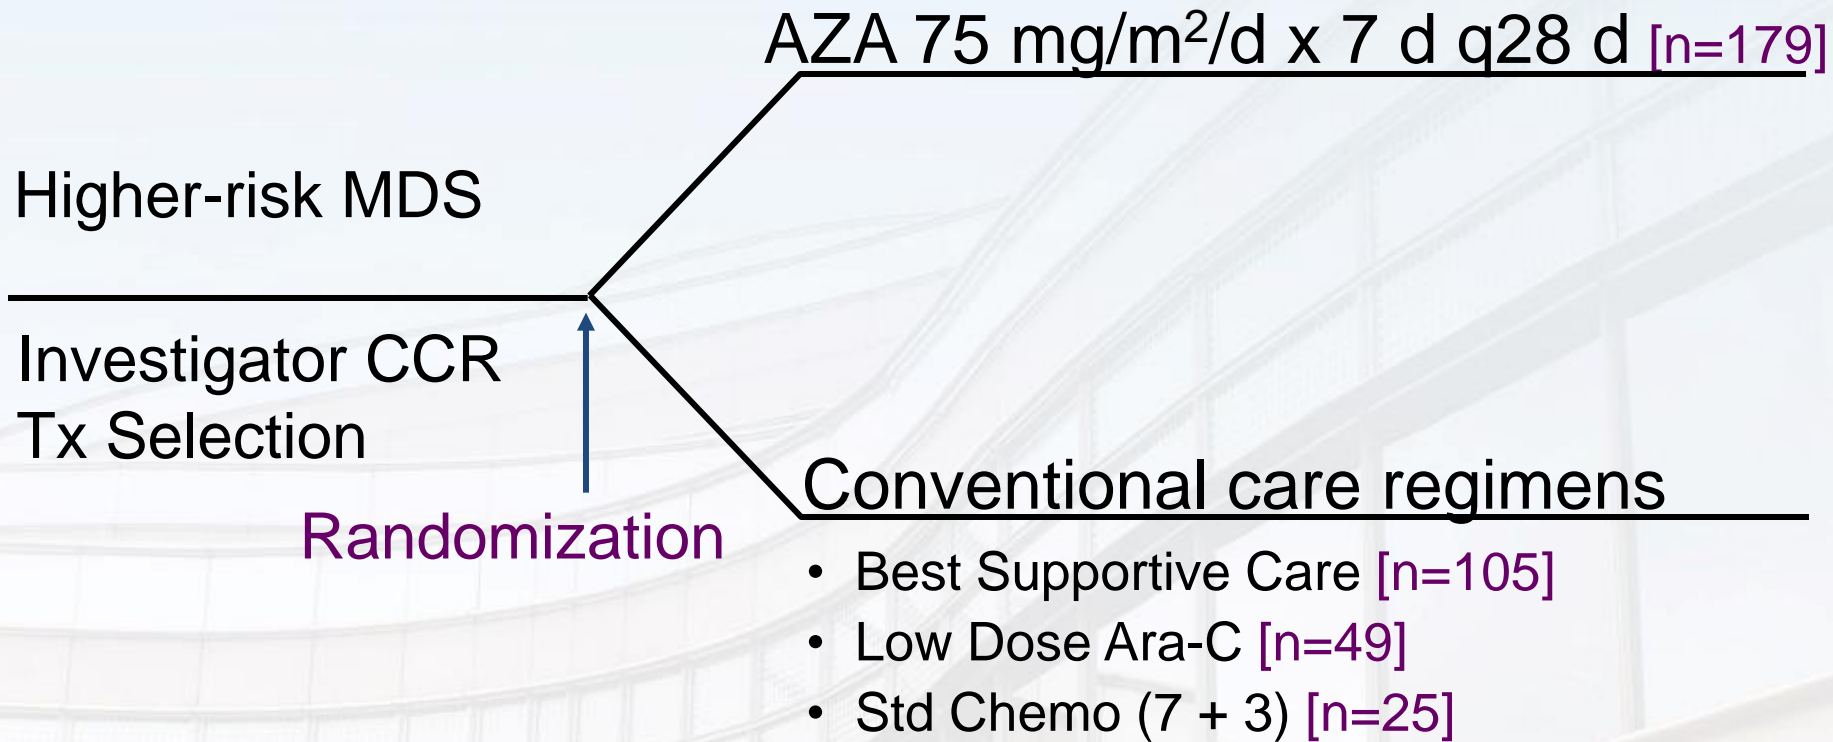 AZA 75 mg/m²/d x 7 d q28 d [n=179]
Higher-risk MDS
Investigator CCR
Tx Selection
Randomization
Conventional care regimens
• Best Supportive Care [n=105]
• Low Dose Ara-C [n=49]
• Std Chemo (7 + 3) [n=25]